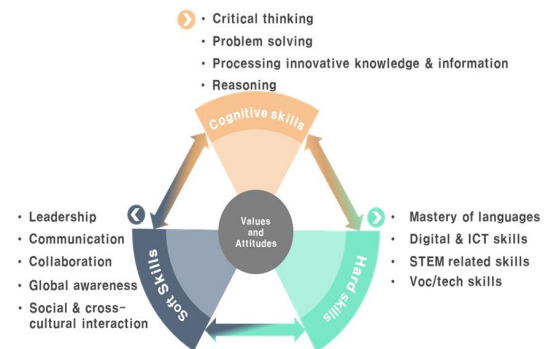 • Critical thinking
• Problem solving
• Processing innovative knowledge & information
• Reasoning
Cognitive skills
Values
and
Attitudes
• Leadership
• Communication
• Collaboration
• Global awareness
• Social & cross-
cultural interaction
Soft Skills
• Mastery of languages
• Digital & ICT skills
• STEM related skills
• Voc/tech skills
Hard skills